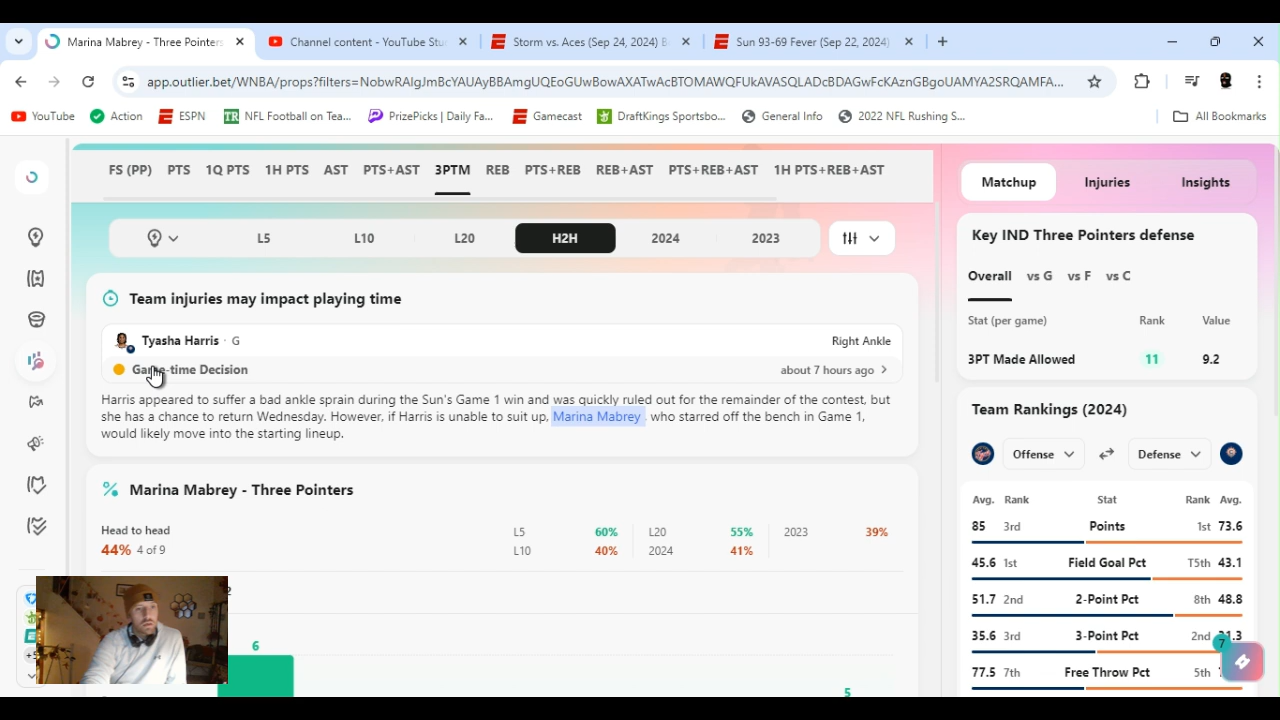 Marina Mabrey - Three Pointers
Channel content - YouTube Stu
Storm vs. Aces (Sep 24, 2024) B
Sun 93-69 Fever (Sep 22, 2024)
app.outlier.bet/WNBA/props?filters=NobwRAIgJmBcYAUAyBBAmgUQEoGUwBowAXATwAcBTOMAWQFUkAVASQLADcBDAGwFcKAznGBgoUAMYA2SRQAMFA...
YouTube
Action
ESPN
NFL Football on Tea...
PrizePicks | Daily Fa...
Gamecast
DraftKings Sportsbo...
General Info
2022 NFL Rushing S...
All Bookmarks
FS (PP) PTS 1Q PTS 1H PTS AST PTS+AST 3PTM REB PTS+REB REB+AST PTS+REB+AST 1H PTS+REB+AST
L5 L10 L20 H2H 2024 2023
Team injuries may impact playing time
Tyasha Harris · G Right Ankle
Game-time Decision about 7 hours ago
Harris appeared to suffer a bad ankle sprain during the Sun's Game 1 win and was quickly ruled out for the remainder of the contest, but
she has a chance to return Wednesday. However, if Harris is unable to suit up, Marina Mabrey, who starred off the bench in Game 1,
would likely move into the starting lineup.
Marina Mabrey - Three Pointers
Head to head
44% 4 of 9
L5 60% L20 55% 2023 39%
L10 40% 2024 41%
6
5
Matchup Injuries Insights
Key IND Three Pointers defense
Overall vs G vs F vs C
Stat (per game) Rank Value
3PT Made Allowed 11 9.2
Team Rankings (2024)
Offense Defense
Avg. Rank Stat Rank Avg.
85 3rd Points 1st 73.6
45.6 1st Field Goal Pct T5th 43.1
51.7 2nd 2-Point Pct 8th 48.8
35.6 3rd 3-Point Pct 2nd
7
77.5 7th Free Throw Pct 5th